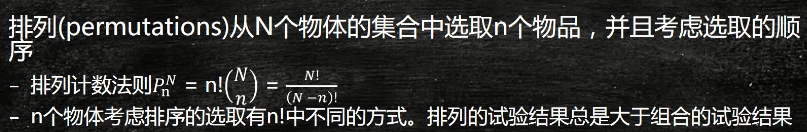 排列(permutations)从N个物体的集合中选取n个物品，并且考虑选取的顺
序
– 排列计数法则$P_n^N$ = n!$\binom{N}{n}$ = $\frac{N!}{(N-n)!}$
– n个物体考虑排序的选取有n!中不同的方式。排列的试验结果总是大于组合的试验结果